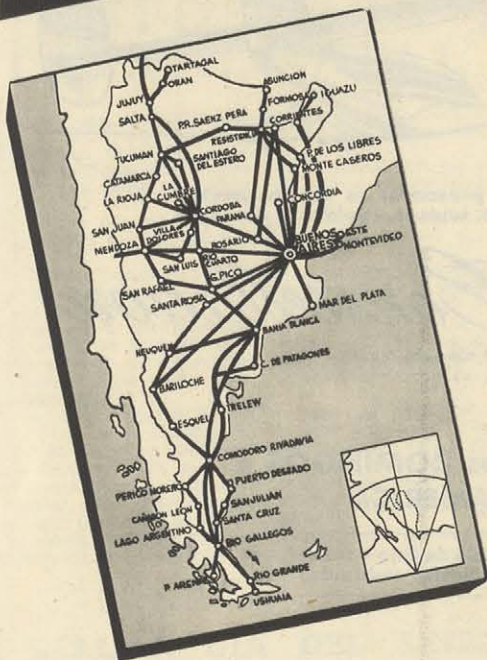 TARTAGAL
ORAN
JUJUY
SALTA
ASUNCION
FORMOSA
IGUAZU
P.R. SAENZ PEÑA
RESISTENCIA
CORRIENTES
TUCUMAN
SANTIAGO
DEL ESTERO
P. DE LOS LIBRES
MONTE CASEROS
CATAMARCA
LA RIOJA
LA
CUMBRE
CORDOBA
PARANA
CONCORDIA
SAN JUAN
VILLA
DOLORES
MENDOZA
ROSARIO
BUENOS
AIRES
ESTE
MONTEVIDEO
SAN LUIS
RIO
CUARTO
G. PICO
SAN RAFAEL
SANTA ROSA
MAR DEL PLATA
BAHIA BLANCA
NEUQUEN
C. DE PATAGONES
BARILOCHE
ESQUEL
TRELEW
COMODORO RIVADAVIA
PERITO MORENO
PUERTO DESEADO
SAN JULIAN
CAÑADON LEON
SANTA CRUZ
LAGO ARGENTINO
RIO GALLEGOS
P. ARENAS
RIO GRANDE
USHUAIA